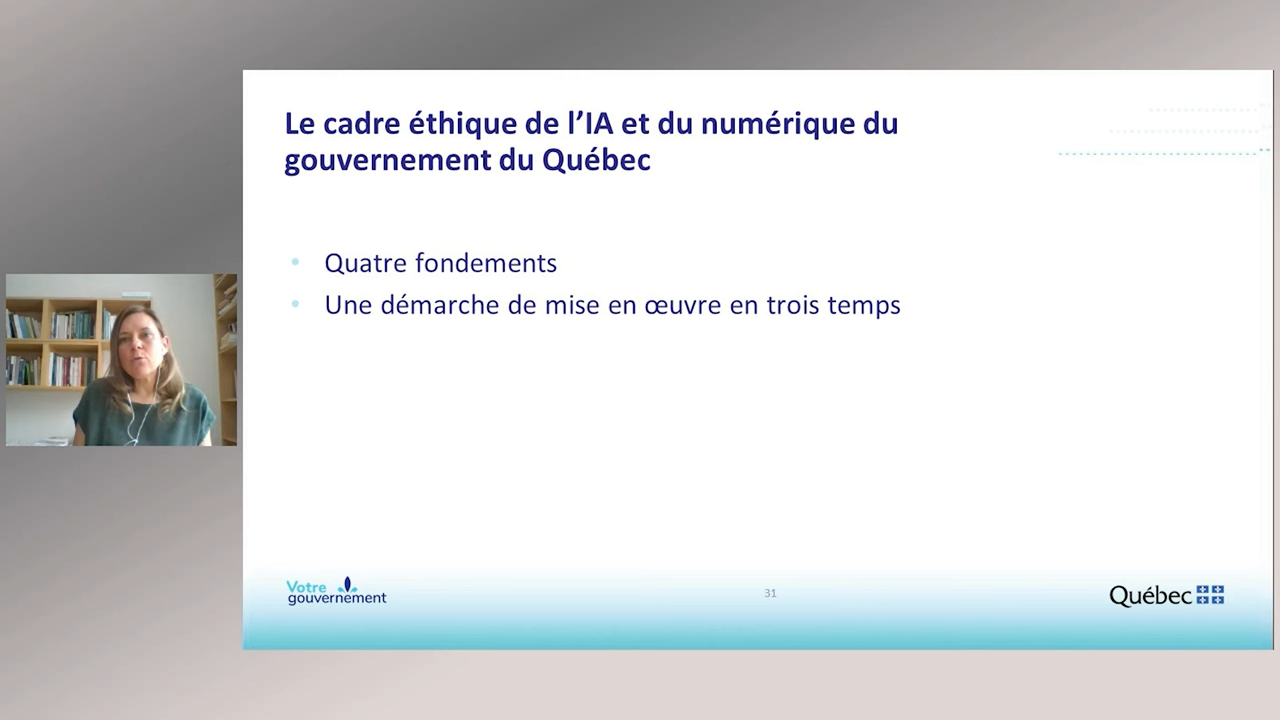 Le cadre éthique de l’IA et du numérique du
gouvernement du Québec
• Quatre fondements
• Une démarche de mise en œuvre en trois temps
Votre
gouvernement
31
Québec